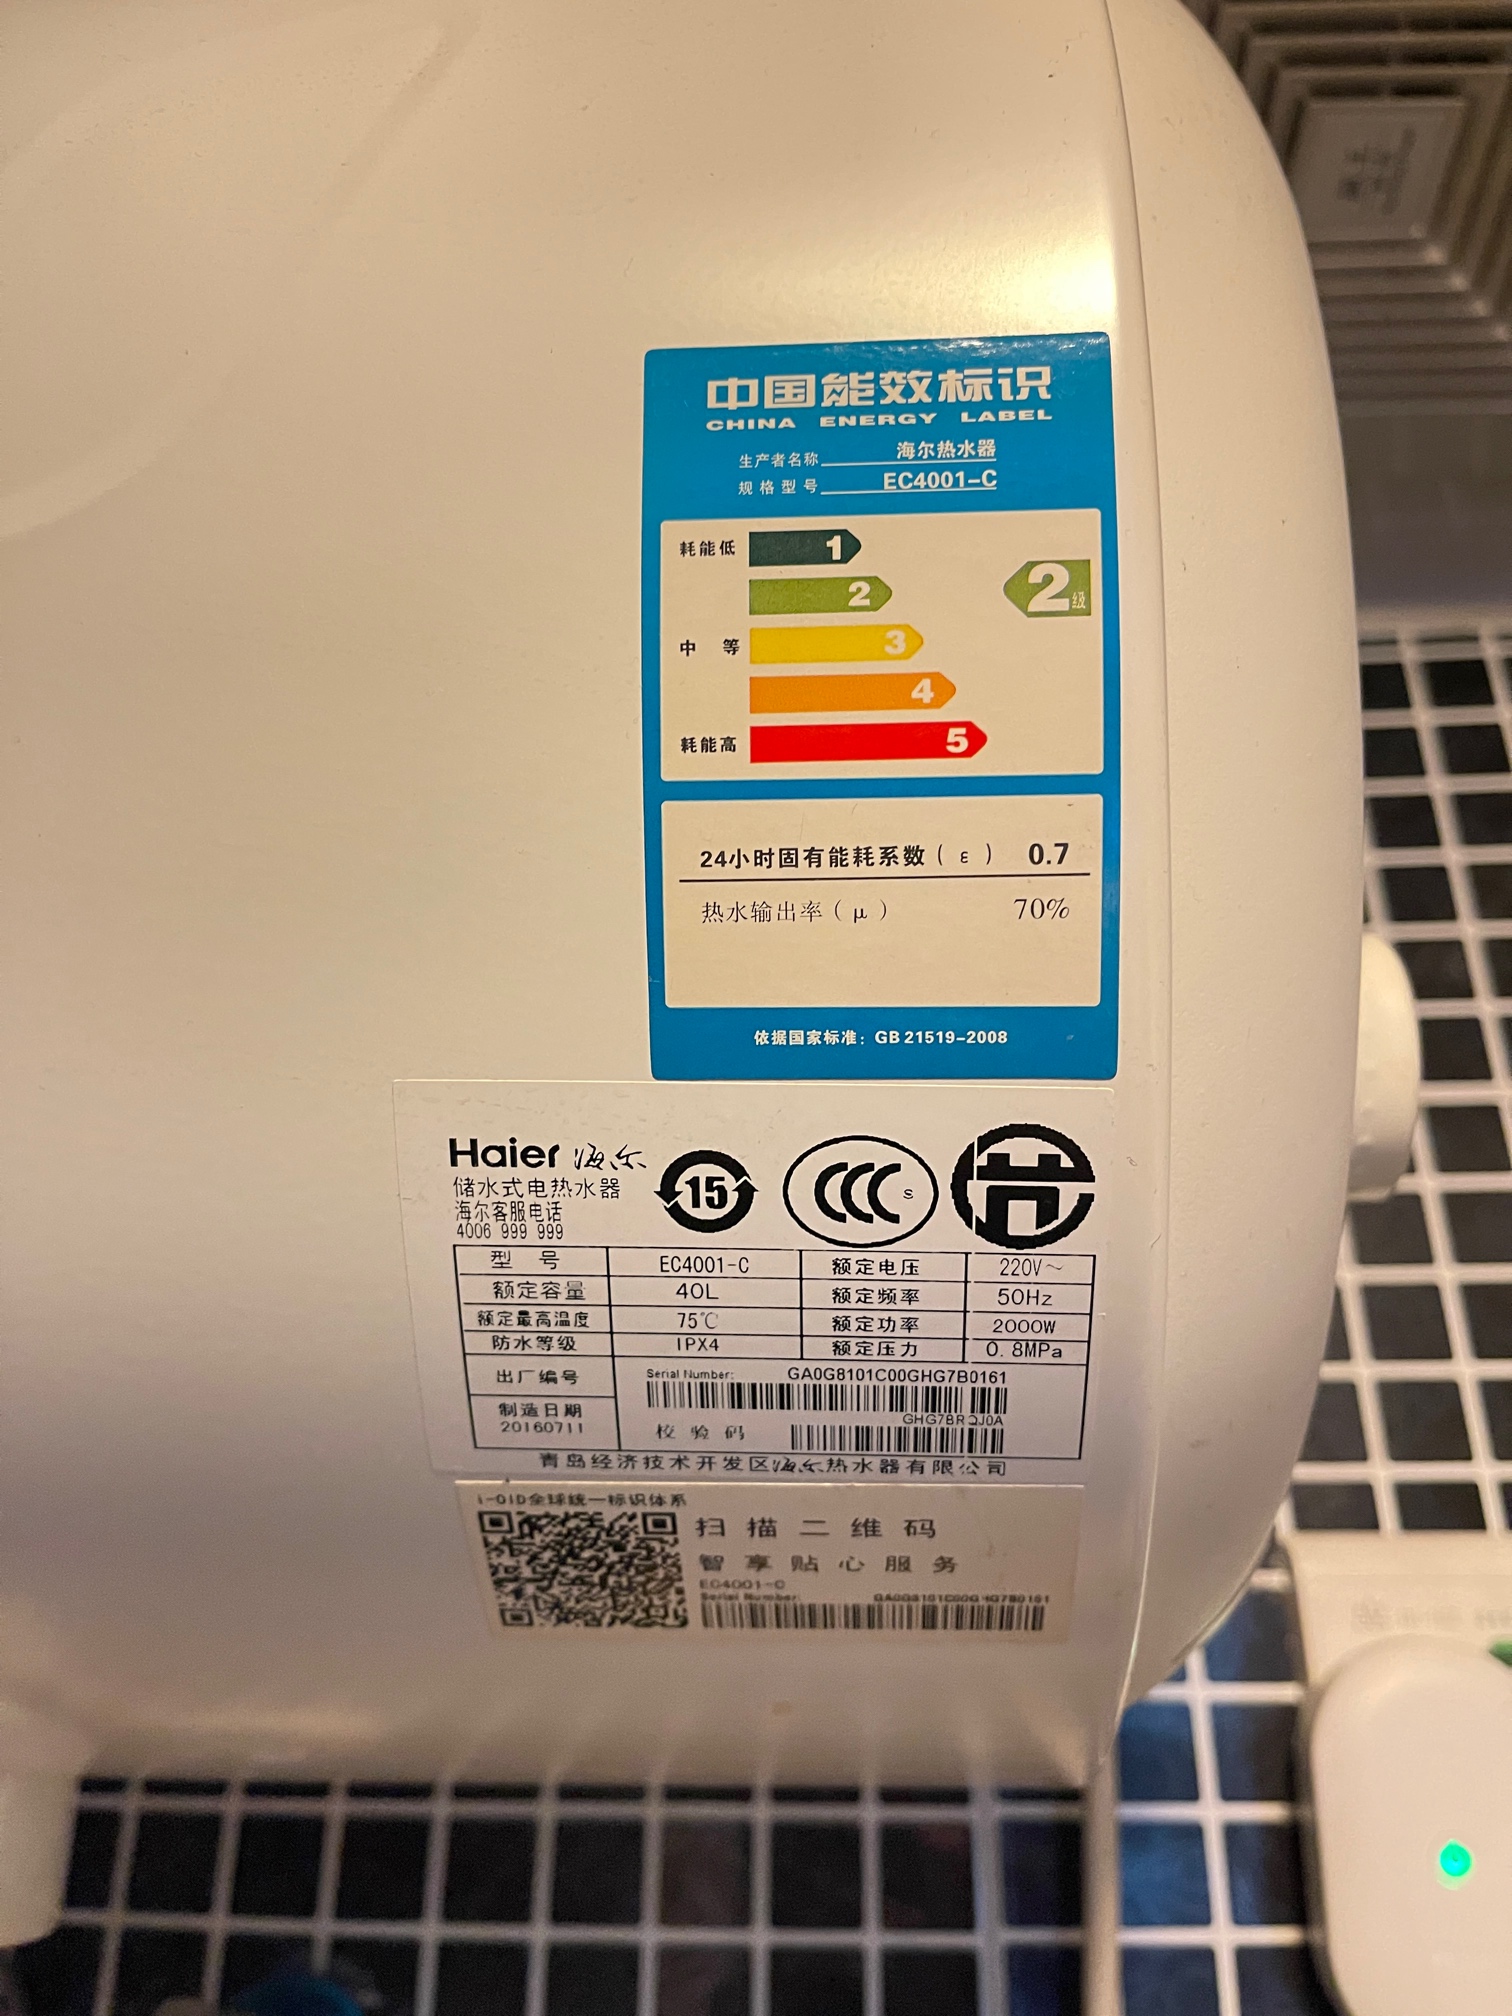 中国能效标识
CHINA ENERGY LABEL
生产者名称 海尔热水器
规格型号 EC4001-C
耗能低 1
2 2级
中 等 3
4
耗能高 5
24小时固有能耗系数(ε) 0.7
热水输出率(μ) 70%
依据国家标准: GB 21519-2008
Haier 海尔
储水式电热水器
海尔客服电话
4006 999 999
15
CCC S
型 号 EC4001-C 额定电压 220V~
额定容量 40L 额定频率 50Hz
额定最高温度 75℃ 额定功率 2000W
防水等级 IPX4 额定压力 0.8MPa
出厂编号 Serial Number: GA0G8101C00GHG7B0161
制造日期
20160711
校 验 码
青岛经济技术开发区海尔热水器有限公司
i-OID全球统一标识体系
扫描二维码
智享贴心服务
EC4001-C
Serial Number: GA0G8101C00GHG7B0161